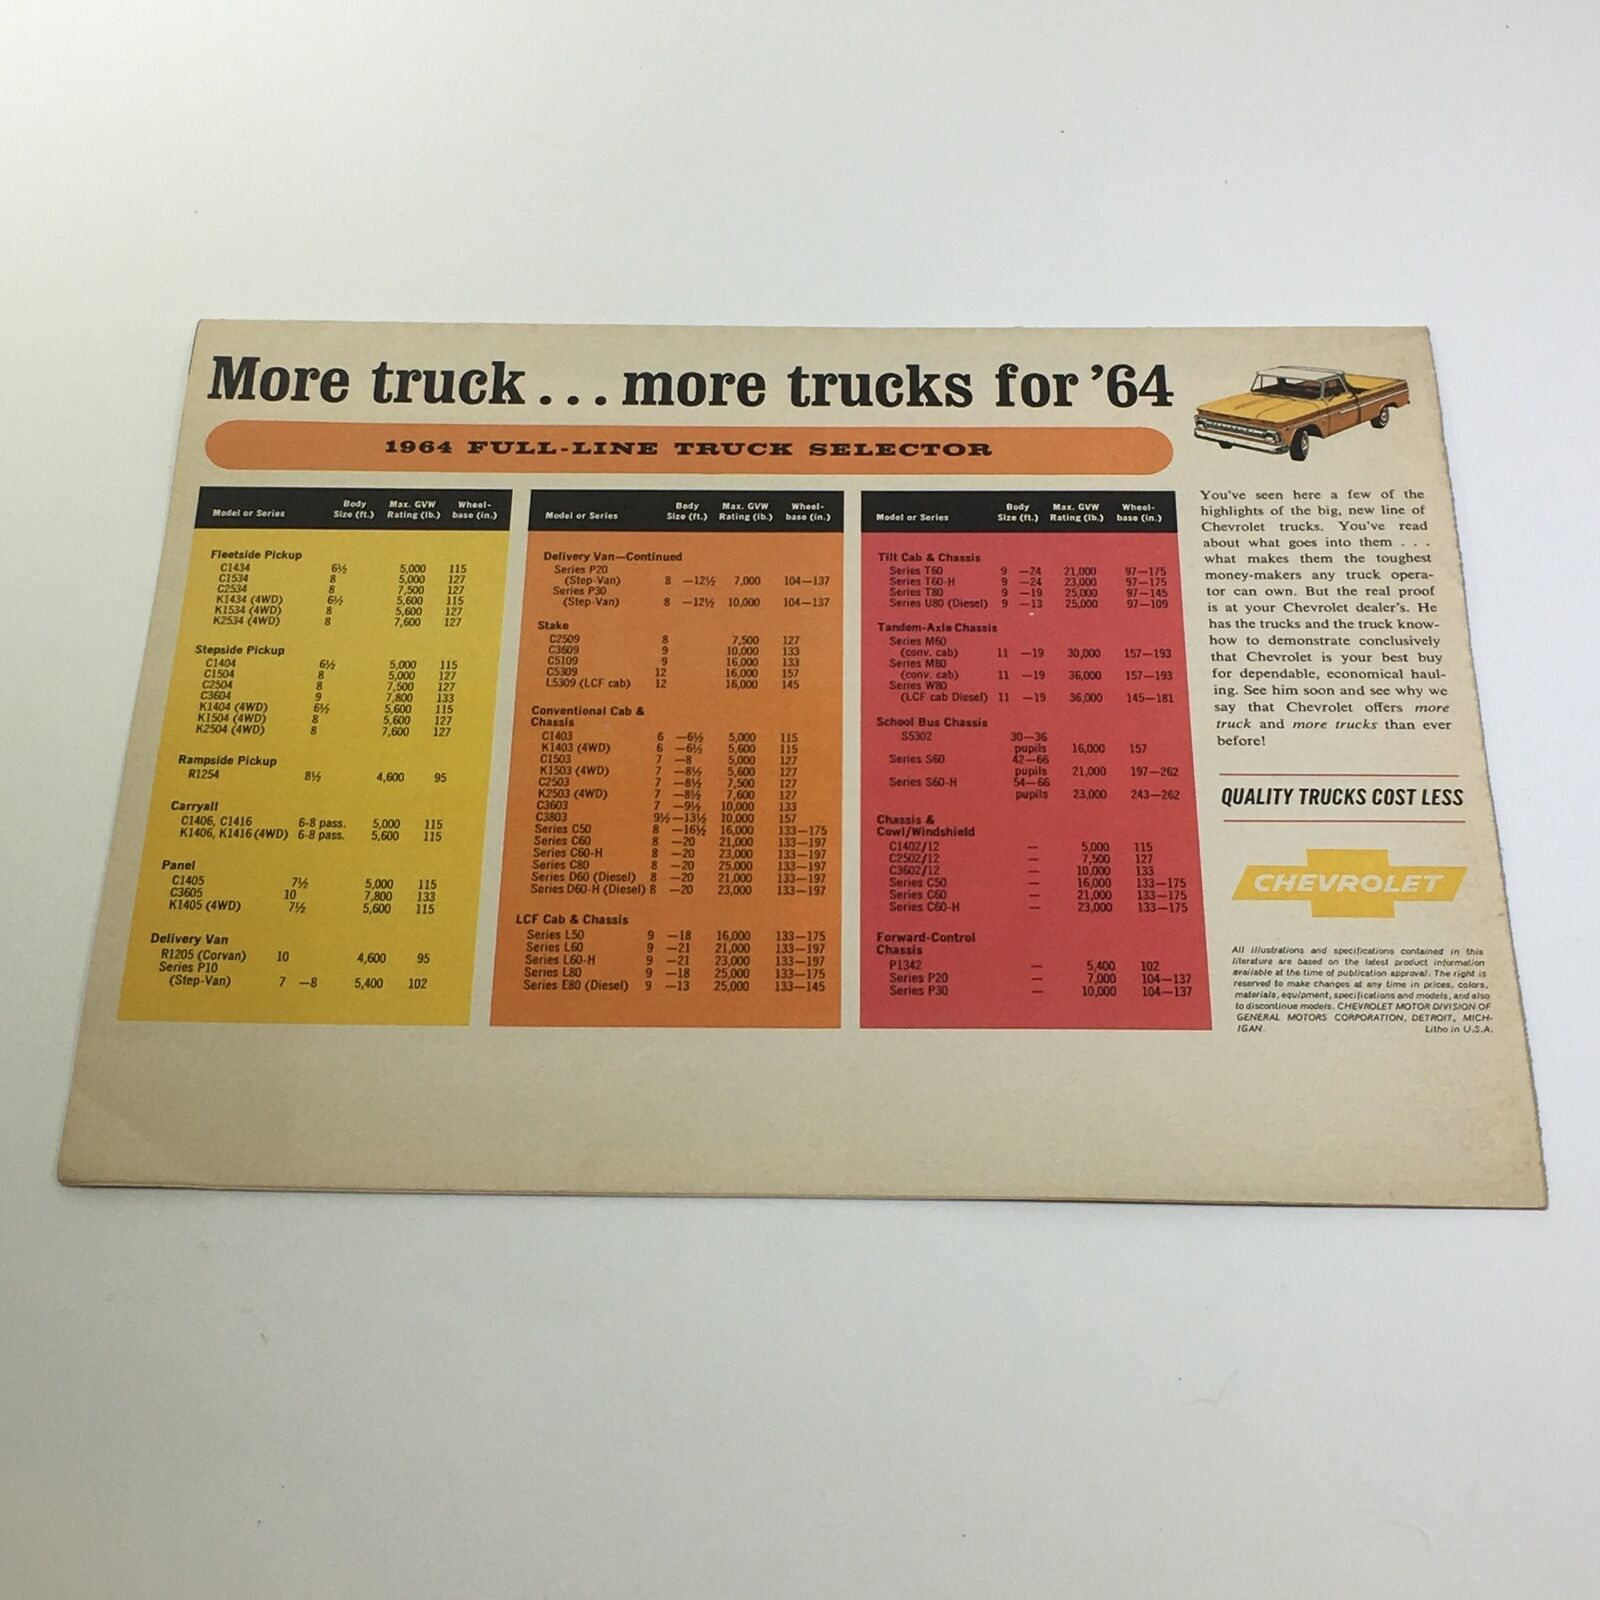 More truck... more trucks for '64
1964 FULL-LINE TRUCK SELECTOR
Model or Series Body Size (ft.) Max. GVW Rating (lb.) Wheel-base (in.)
Fleetside Pickup
C1434 6½ 5,000 115
C1534 8 5,000 127
C2534 8 7,500 127
K1434 (4WD) 6½ 5,600 115
K1534 (4WD) 8 5,600 127
K2534 (4WD) 8 7,600 127
Stepside Pickup
C1404 6½ 5,000 115
C1504 8 5,000 127
C2504 8 7,500 127
C3604 9 7,800 133
K1404 (4WD) 6½ 5,600 115
K1504 (4WD) 8 5,600 127
K2504 (4WD) 8 7,600 127
Rampside Pickup
R1254 8½ 4,600 95
Carryall
C1406, C1416 6-8 pass. 5,000 115
K1406, K1416 (4WD) 6-8 pass. 5,600 115
Panel
C1405 7½ 5,000 115
C3605 10 7,800 133
K1405 (4WD) 7½ 5,600 115
Delivery Van
R1205 (Corvan) 10 4,600 95
Series P10
(Step-Van) 7 —8 5,400 102
Model or Series Body Size (ft.) Max. GVW Rating (lb.) Wheel-base (in.)
Delivery Van—Continued
Series P20
(Step-Van) 8 —12½ 7,000 104—137
Series P30
(Step-Van) 8 —12½ 10,000 104—137
Stake
C2509 8 7,500 127
C3609 9 10,000 133
C5109 9 16,000 133
C5309 12 16,000 157
L5309 (LCF cab) 12 16,000 145
Conventional Cab &
Chassis
C1403 6 —6½ 5,000 115
K1403 (4WD) 6 —6½ 5,600 115
C1503 7 —8 5,000 127
K1503 (4WD) 7 —8½ 5,600 127
C2503 7 —8½ 7,500 127
K2503 (4WD) 7 —8½ 7,600 127
C3603 7 —9½ 10,000 133
C3803 9½ —13½ 10,000 157
Series C50 8 —16½ 16,000 133—175
Series C60 8 —20 21,000 133—197
Series C60-H 8 —20 23,000 133—197
Series C80 8 —20 25,000 133—197
Series D60 (Diesel) 8 —20 21,000 133—197
Series D60-H (Diesel) 8 —20 23,000 133—197
LCF Cab & Chassis
Series L50 9 —18 16,000 133—175
Series L60 9 —21 21,000 133—197
Series L60-H 9 —21 23,000 133—197
Series L80 9 —18 25,000 133—175
Series E80 (Diesel) 9 —13 25,000 133—145
Model or Series Body Size (ft.) Max. GVW Rating (lb.) Wheel-base (in.)
Tilt Cab & Chassis
Series T60 9 —24 21,000 97—175
Series T60-H 9 —24 23,000 97—175
Series T80 9 —19 25,000 97—145
Series U80 (Diesel) 9 —13 25,000 97—109
Tandem-Axle Chassis
Series M60
(conv. cab) 11 —19 30,000 157—193
Series M80
(conv. cab) 11 —19 36,000 157—193
Series W80
(LCF cab Diesel) 11 —19 36,000 145—181
School Bus Chassis
S5302 30—36
pupils 16,000 157
Series S60 42—66
pupils 21,000 197—262
Series S60-H 54—66
pupils 23,000 243—262
Chassis &
Cowl/Windshield
C1402/12 — 5,000 115
C2502/12 — 7,500 127
C3602/12 — 10,000 133
Series C50 — 16,000 133—175
Series C60 — 21,000 133—175
Series C60-H — 23,000 133—175
Forward-Control
Chassis
P1342 — 5,400 102
Series P20 — 7,000 104—137
Series P30 — 10,000 104—137
You've seen here a few of the
highlights of the big, new line of
Chevrolet trucks. You've read
about what goes into them . . .
what makes them the toughest
money-makers any truck opera-
tor can own. But the real proof
is at your Chevrolet dealer's. He
has the trucks and the truck know-
how to demonstrate conclusively
that Chevrolet is your best buy
for dependable, economical haul-
ing. See him soon and see why we
say that Chevrolet offers more
truck and more trucks than ever
before!
QUALITY TRUCKS COST LESS
CHEVROLET
All illustrations and specifications contained in this
literature are based on the latest product information
available at the time of publication approval. The right is
reserved to make changes at any time in prices, colors,
materials, equipment, specifications and models, and also
to discontinue models. CHEVROLET MOTOR DIVISION OF
GENERAL MOTORS CORPORATION, DETROIT, MICH-
IGAN. Litho in U.S.A.